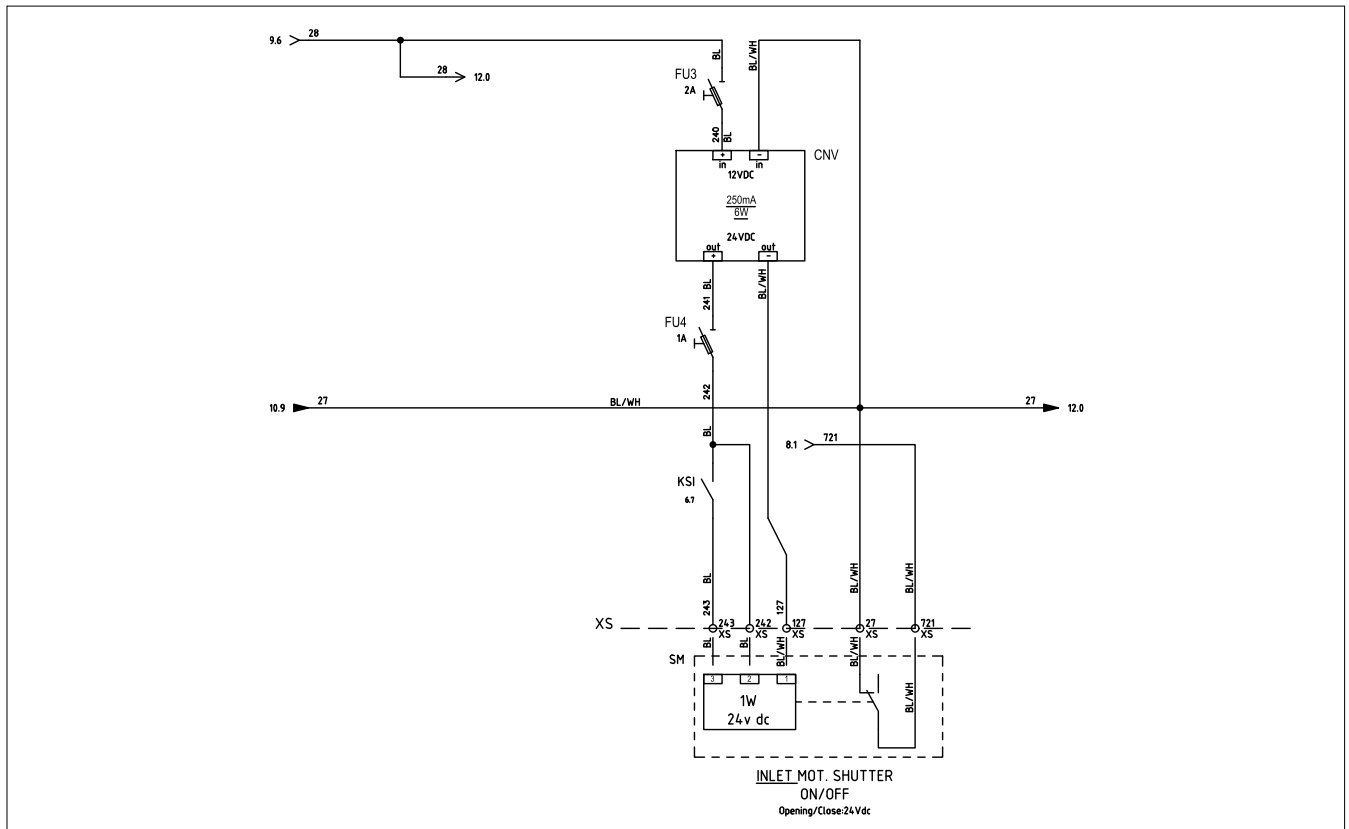 9.6
28
28
12.0
BL
BL/WH
FU3
2A
240
BL
CNV
+
-
in
in
12VDC
250mA
6W
24VDC
out
out
+
-
241
BL
BL/WH
FU4
1A
242
10.9
27
BL/WH
27
12.0
BL
8.1
721
KSI
6.7
BL
BL/WH
BL/WH
243
127
XS
243
242
127
27
721
XS
XS
XS
XS
XS
BL
BL
BL/WH
BL/WH
SM
3
2
1
BL/WH
1W
24v dc
INLET MOT. SHUTTER
ON/OFF
Opening/Close:24Vdc